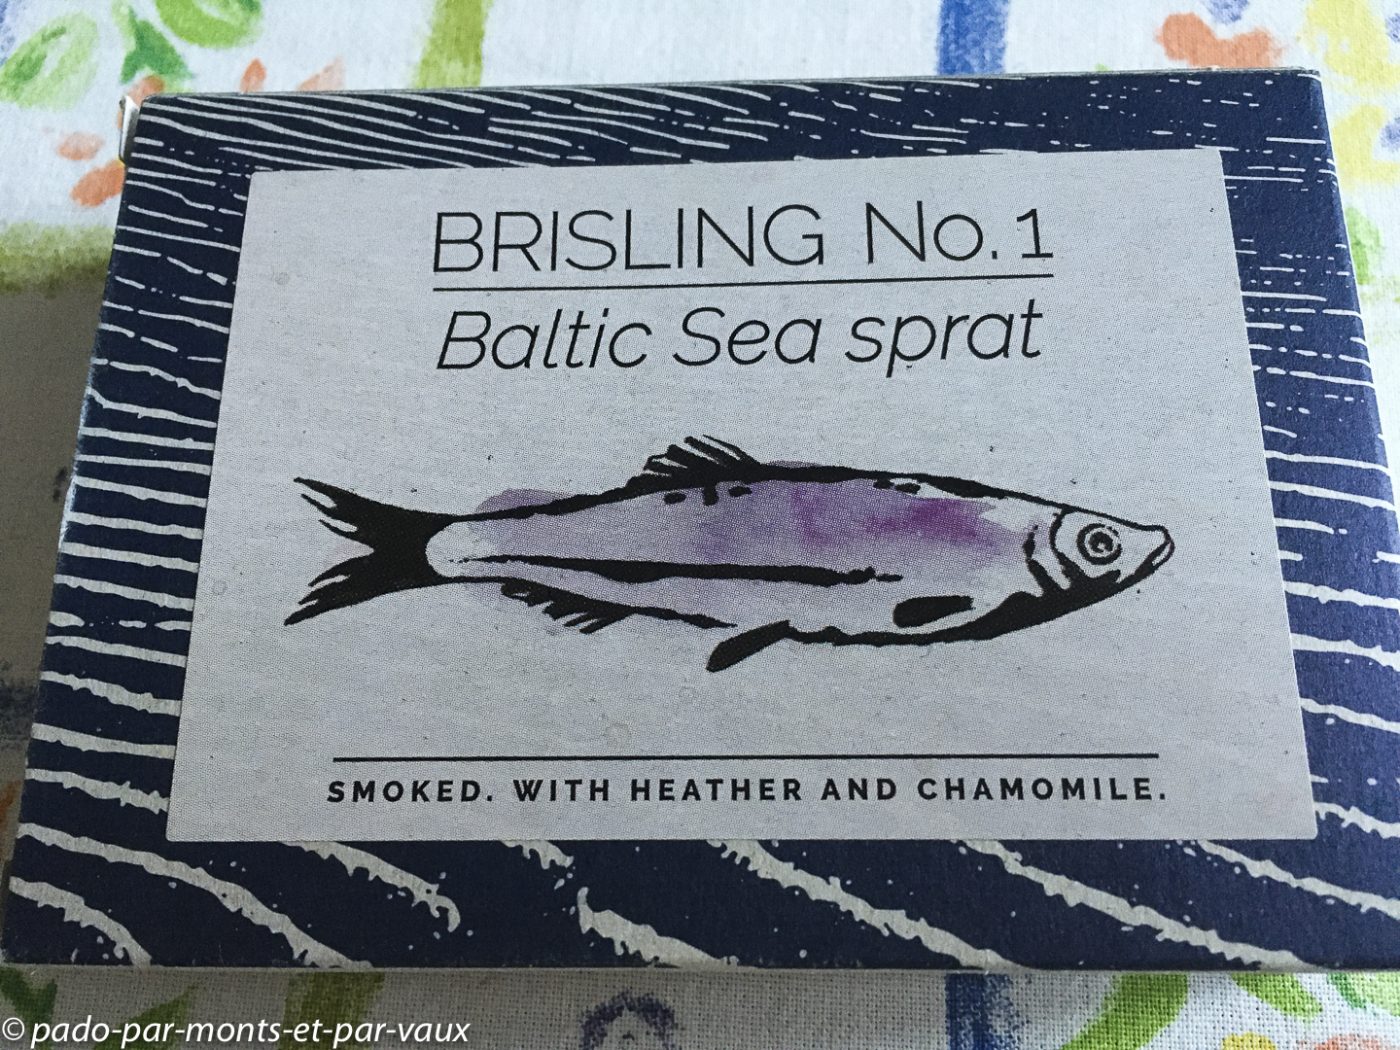 BRISLING No. 1
Baltic Sea sprat
SMOKED. WITH HEATHER AND CHAMOMILE.
© pado-par-monts-et-par-vaux